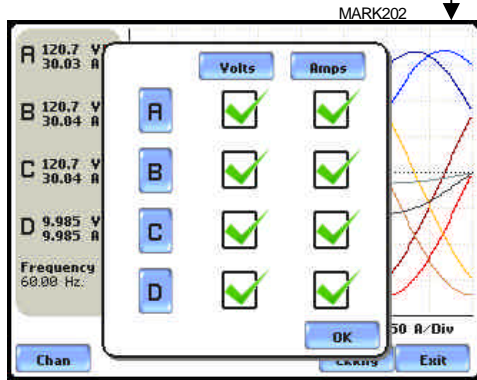 MARK202
A 120.7 V
30.03 A
B 120.7 V
30.04 A
C 120.7 V
30.04 A
D 9.985 V
9.985 A
Frequency
60.00 Hz.
Volts Amps
A
B
C
D
OK
50 A/Div
Chan Exit